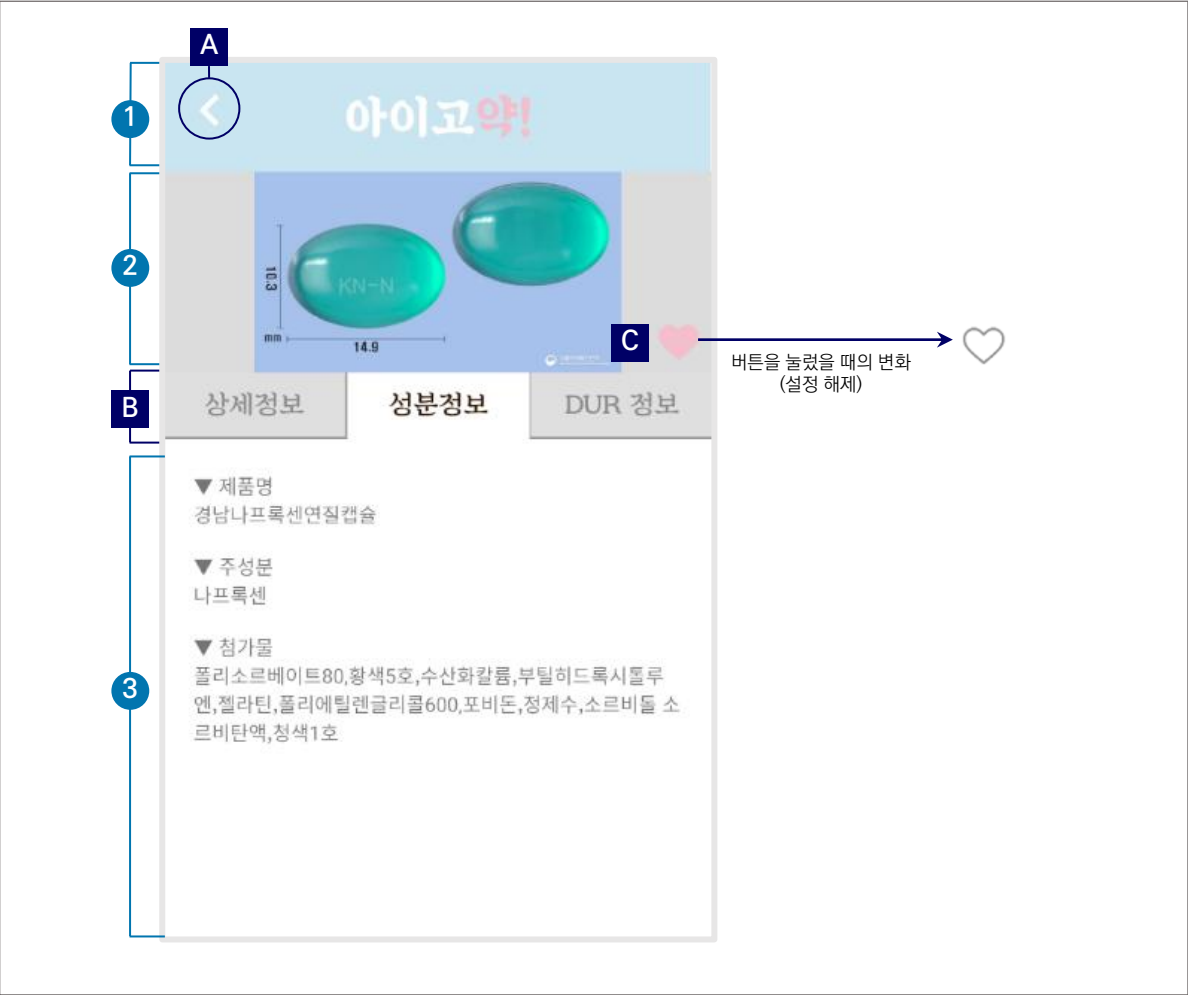 A
1
아이고약!
2
10.3
KN-N
mm
14.9
C
버튼을 눌렀을 때의 변화
(설정 해제)
B
상세정보
성분정보
DUR 정보
3
▼ 제품명
경남나프록센연질캡슐
▼ 주성분
나프록센
▼ 첨가물
폴리소르베이트80,황색5호,수산화칼륨,부틸히드록시톨루
엔,젤라틴,폴리에틸렌글리콜600,포비돈,정제수,소르비톨 소
르비탄액,청색1호